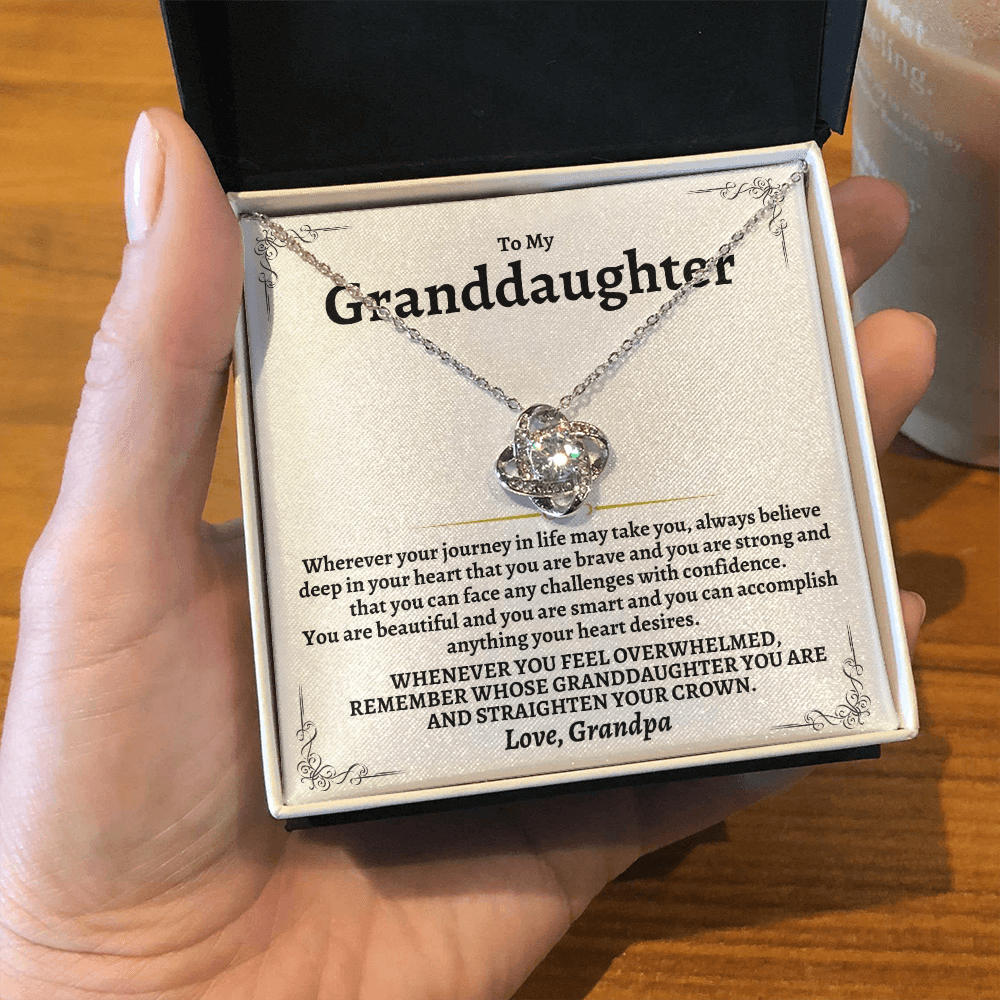 To My
Granddaughter
Wherever your journey in life may take you, always believe
deep in your heart that you are brave and you are strong and
that you can face any challenges with confidence.
You are beautiful and you are smart and you can accomplish
anything your heart desires.
WHENEVER YOU FEEL OVERWHELMED,
REMEMBER WHOSE GRANDDAUGHTER YOU ARE
AND STRAIGHTEN YOUR CROWN.
Love, Grandpa